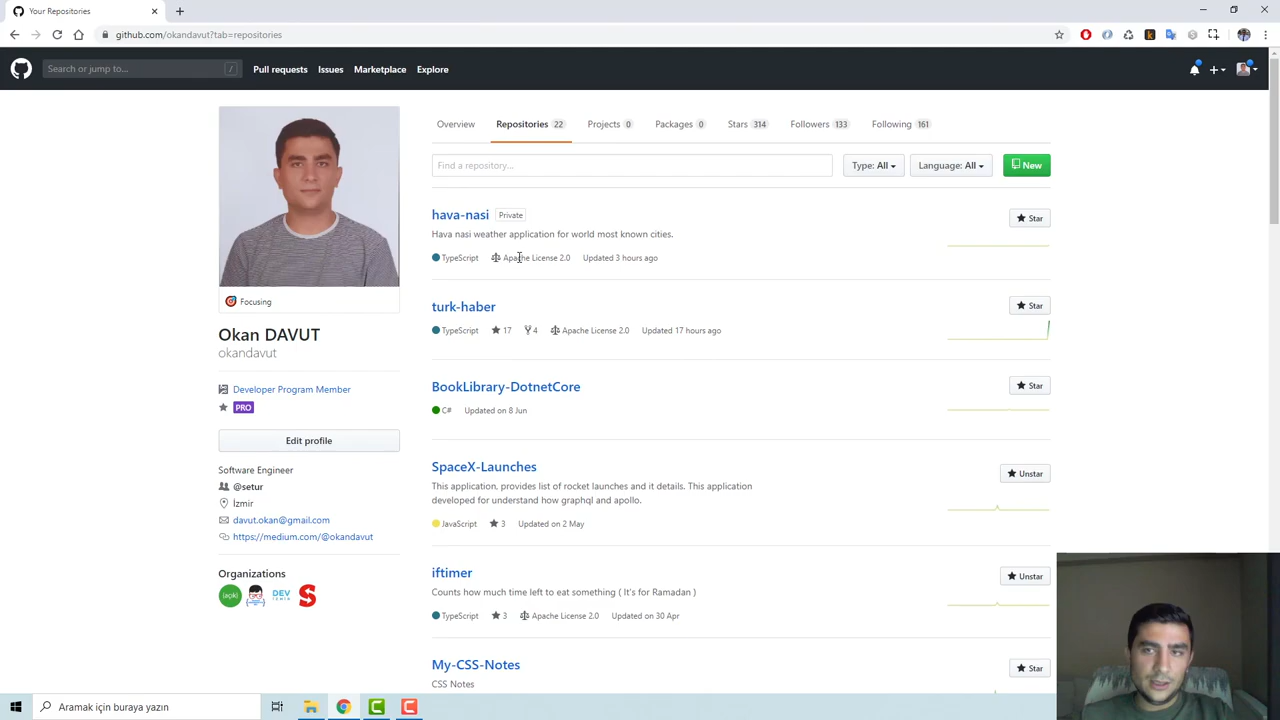 Your Repositories
github.com/okandavut?tab=repositories
Search or jump to... /
Pull requests Issues Marketplace Explore
Overview Repositories 22 Projects 0 Packages 0 Stars 314 Followers 133 Following 161
Find a repository...
Type: All
Language: All
New
hava-nasi Private
Star
Hava nasi weather application for world most known cities.
TypeScript Apache License 2.0 Updated 3 hours ago
turk-haber
Star
TypeScript 17 4 Apache License 2.0 Updated 17 hours ago
BookLibrary-DotnetCore
Star
C# Updated on 8 Jun
SpaceX-Launches
Unstar
This application, provides list of rocket launches and it details. This application
developed for understand how graphql and apollo.
JavaScript 3 Updated on 2 May
iftimer
Unstar
Counts how much time left to eat something ( It's for Ramadan )
TypeScript 3 Apache License 2.0 Updated on 30 Apr
My-CSS-Notes
Star
CSS Notes
Focusing
Okan DAVUT
okandavut
Developer Program Member
PRO
Edit profile
Software Engineer
@setur
İzmir
davut.okan@gmail.com
https://medium.com/@okandavut
Organizations
(açık)
DEV
Aramak için buraya yazın